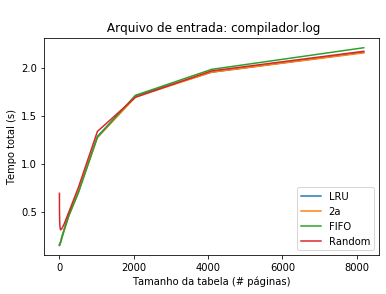 Arquivo de entrada: compilador.log
Tempo total (s)
2.0
1.5
1.0
0.5
LRU
2a
FIFO
Random
0 2000 4000 6000 8000
Tamanho da tabela (# páginas)